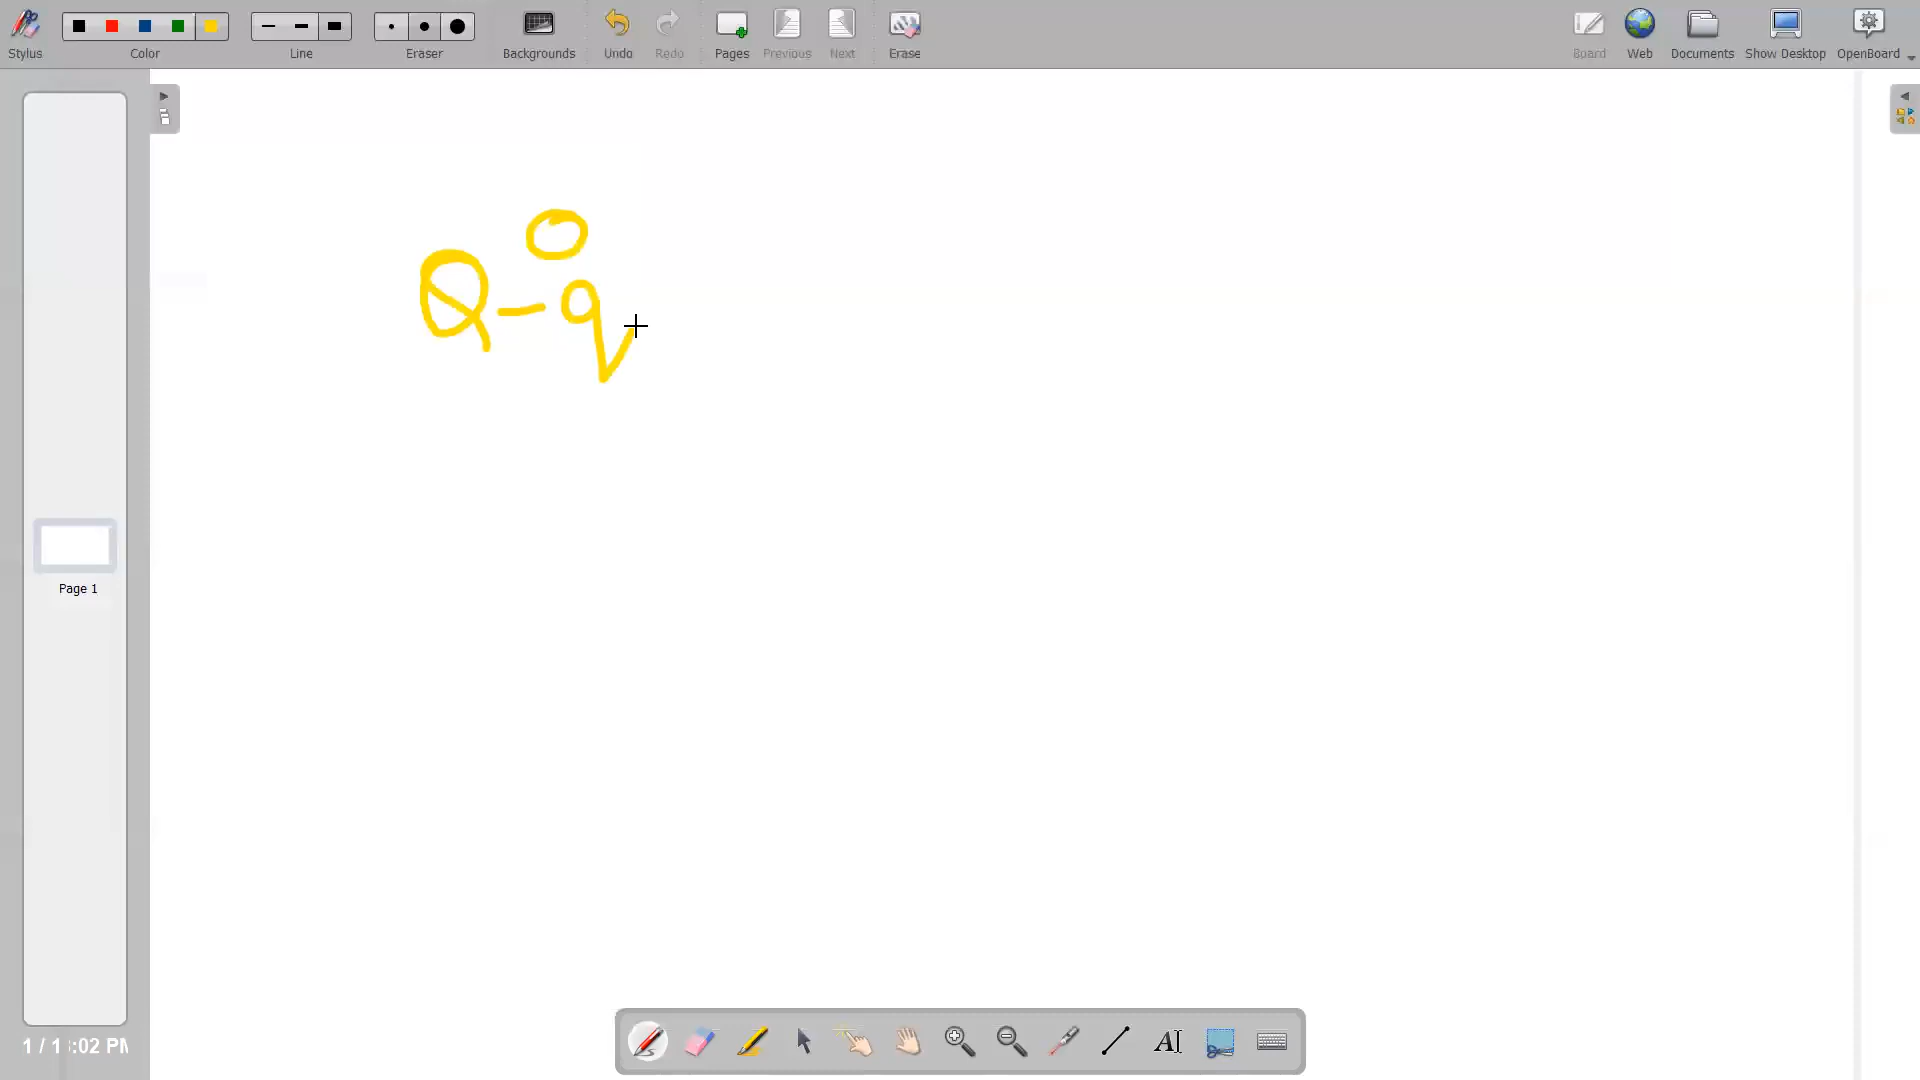 Stylus Color Line Eraser Backgrounds Undo Redo Pages Previous Next Erase Board Web Documents Show Desktop OpenBoard
O
Q-q
Page 1
A